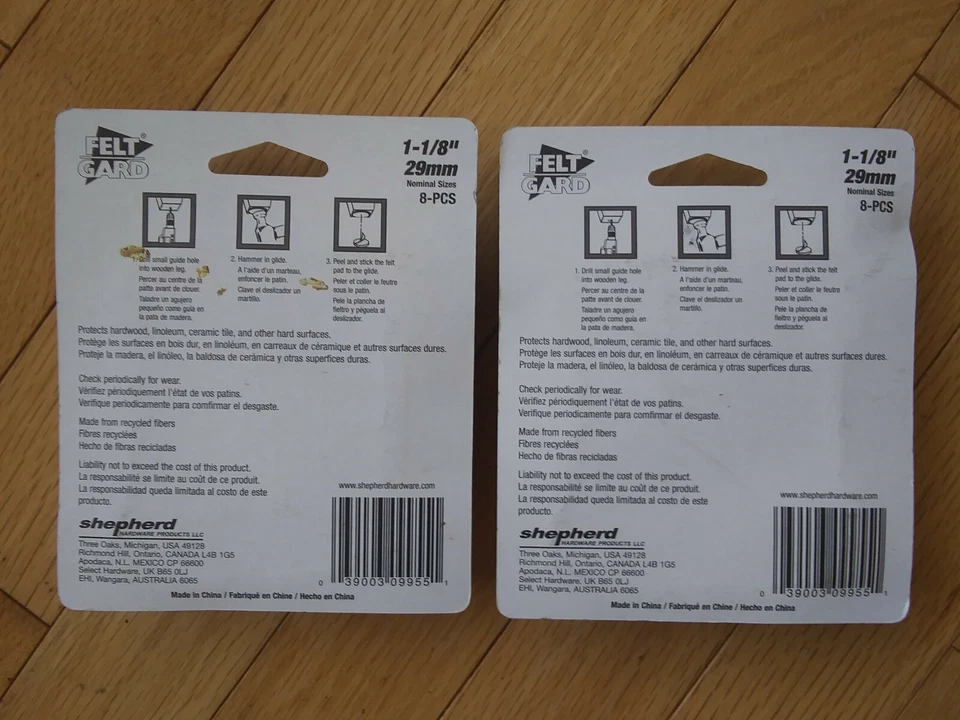 FELT
GARD
®
1-1/8"
29mm
Nominal Sizes
8-PCS
1. Drill small guide hole
into wooden leg.
Percer au centre de la
patte avant de clouer.
Taladre un agujero
pequeño como guía en
la pata de madera.
2. Hammer in glide.
A l'aide d'un marteau,
enfoncer le patin.
Clave el deslizador un
martillo.
3. Peel and stick the felt
pad to the glide.
Peler et coller le feutre
sous le patin.
Pele la plancha de
fieltro y péguela al
deslizador.
Protects hardwood, linoleum, ceramic tile, and other hard surfaces.
Protége les surfaces en bois dur, en linoléum, en carreaux de céramique et autres surfaces dures.
Proteje la madera, el linóleo, la baldosa de cerámica y otras superfices duras.
Check periodically for wear.
Vérifiez périodiquement l'état de vos patins.
Verifique periodicamente para comfirmar el desgaste.
Made from recycled fibers
Fibres recyclées
Hecho de fibras recicladas
Liability not to exceed the cost of this product.
La responsabilité se limite au coût de ce produit.
La responsabilidad queda limitada al costo de este
producto.
www.shepherdhardware.com
shepherd
HARDWARE PRODUCTS LLC
Three Oaks, Michigan, USA 49128
Richmond Hill, Ontario, CANADA L4B 1G5
Apodaca, N.L. MEXICO CP 66600
Select Hardware, UK B65 0LJ
EHI, Wangara, AUSTRALIA 6065
0 39003 09955 1
Made in China / Fabriqué en Chine / Hecho en China
FELT
GARD
®
1-1/8"
29mm
Nominal Sizes
8-PCS
1. Drill small guide hole
into wooden leg.
Percer au centre de la
patte avant de clouer.
Taladre un agujero
pequeño como guía en
la pata de madera.
2. Hammer in glide.
A l'aide d'un marteau,
enfoncer le patin.
Clave el deslizador un
martillo.
3. Peel and stick the felt
pad to the glide.
Peler et coller le feutre
sous le patin.
Pele la plancha de
fieltro y péguela al
deslizador.
Protects hardwood, linoleum, ceramic tile, and other hard surfaces.
Protège les surfaces en bois dur, en linoléum, en carreaux de céramique et autres surfaces dures.
Proteje la madera, el linóleo, la baldosa de cerámica y otras superfices duras.
Check periodically for wear.
Vérifiez périodiquement l'état de vos patins.
Verifique periodicamente para comfirmar el desgaste.
Made from recycled fibers
Fibres recyclées
Hecho de fibras recicladas
Liability not to exceed the cost of this product.
La responsabilité se limite au coût de ce produit.
La responsabilidad queda limitada al costo de este
producto.
www.shepherdhardware.com
shepherd
HARDWARE PRODUCTS LLC
Three Oaks, Michigan, USA 49128
Richmond Hill, Ontario, CANADA L4B 1G5
Apodaca, N.L. MEXICO CP 66600
Select Hardware, UK B65 0LJ
EHI, Wangara, AUSTRALIA 6065
0 39003 09955 1
Made in China / Fabriqué en Chine / Hecho en China